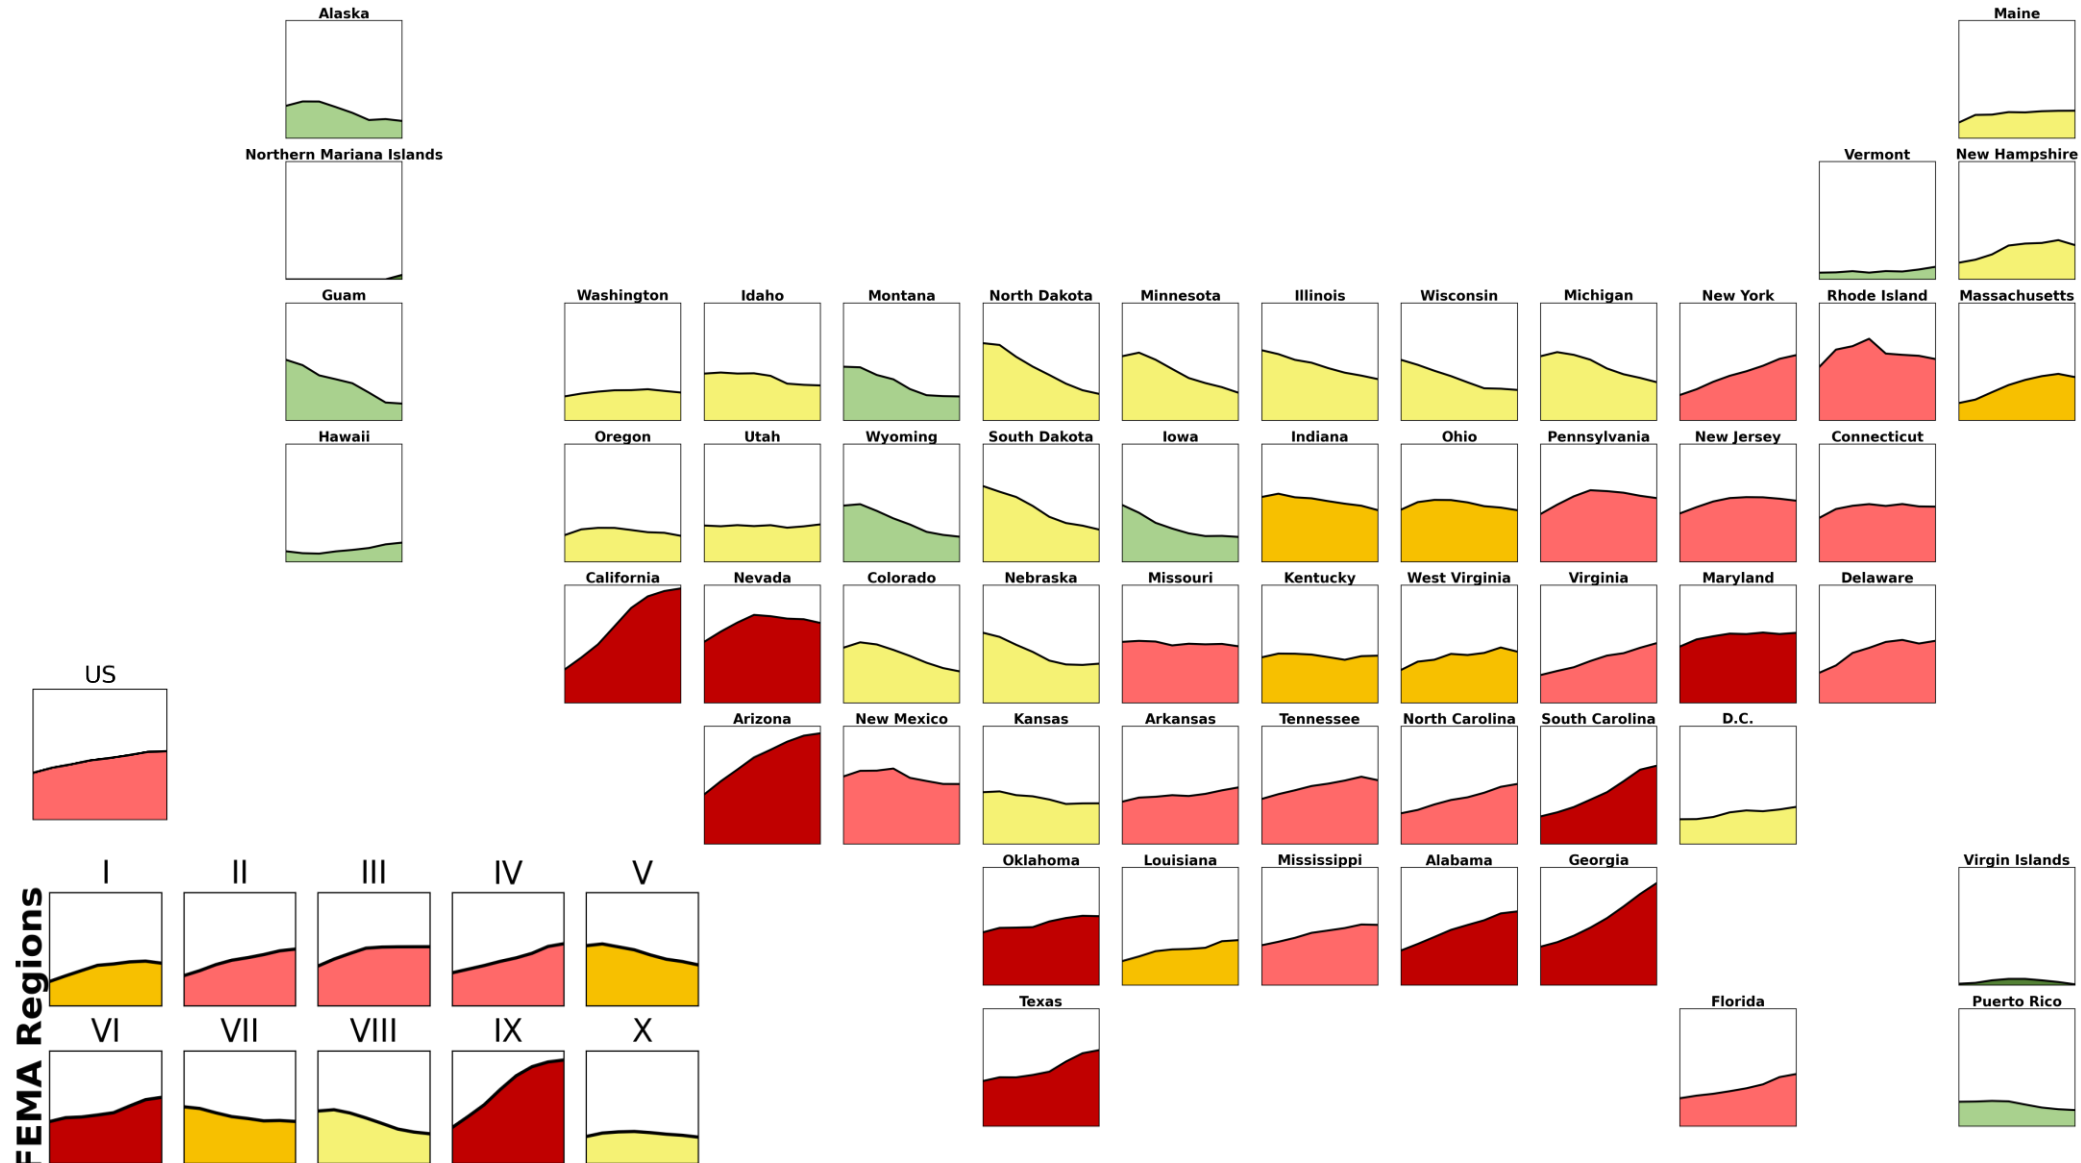 Alaska
Maine
Northern Mariana Islands
Vermont
New Hampshire
Guam
Washington
Idaho
Montana
North Dakota
Minnesota
Illinois
Wisconsin
Michigan
New York
Rhode Island
Massachusetts
Hawaii
Oregon
Utah
Wyoming
South Dakota
Iowa
Indiana
Ohio
Pennsylvania
New Jersey
Connecticut
California
Nevada
Colorado
Nebraska
Missouri
Kentucky
West Virginia
Virginia
Maryland
Delaware
US
Arizona
New Mexico
Kansas
Arkansas
Tennessee
North Carolina
South Carolina
D.C.
Oklahoma
Louisiana
Mississippi
Alabama
Georgia
Virgin Islands
FEMA Regions
I
II
III
IV
V
Texas
Florida
Puerto Rico
VI
VII
VIII
IX
X